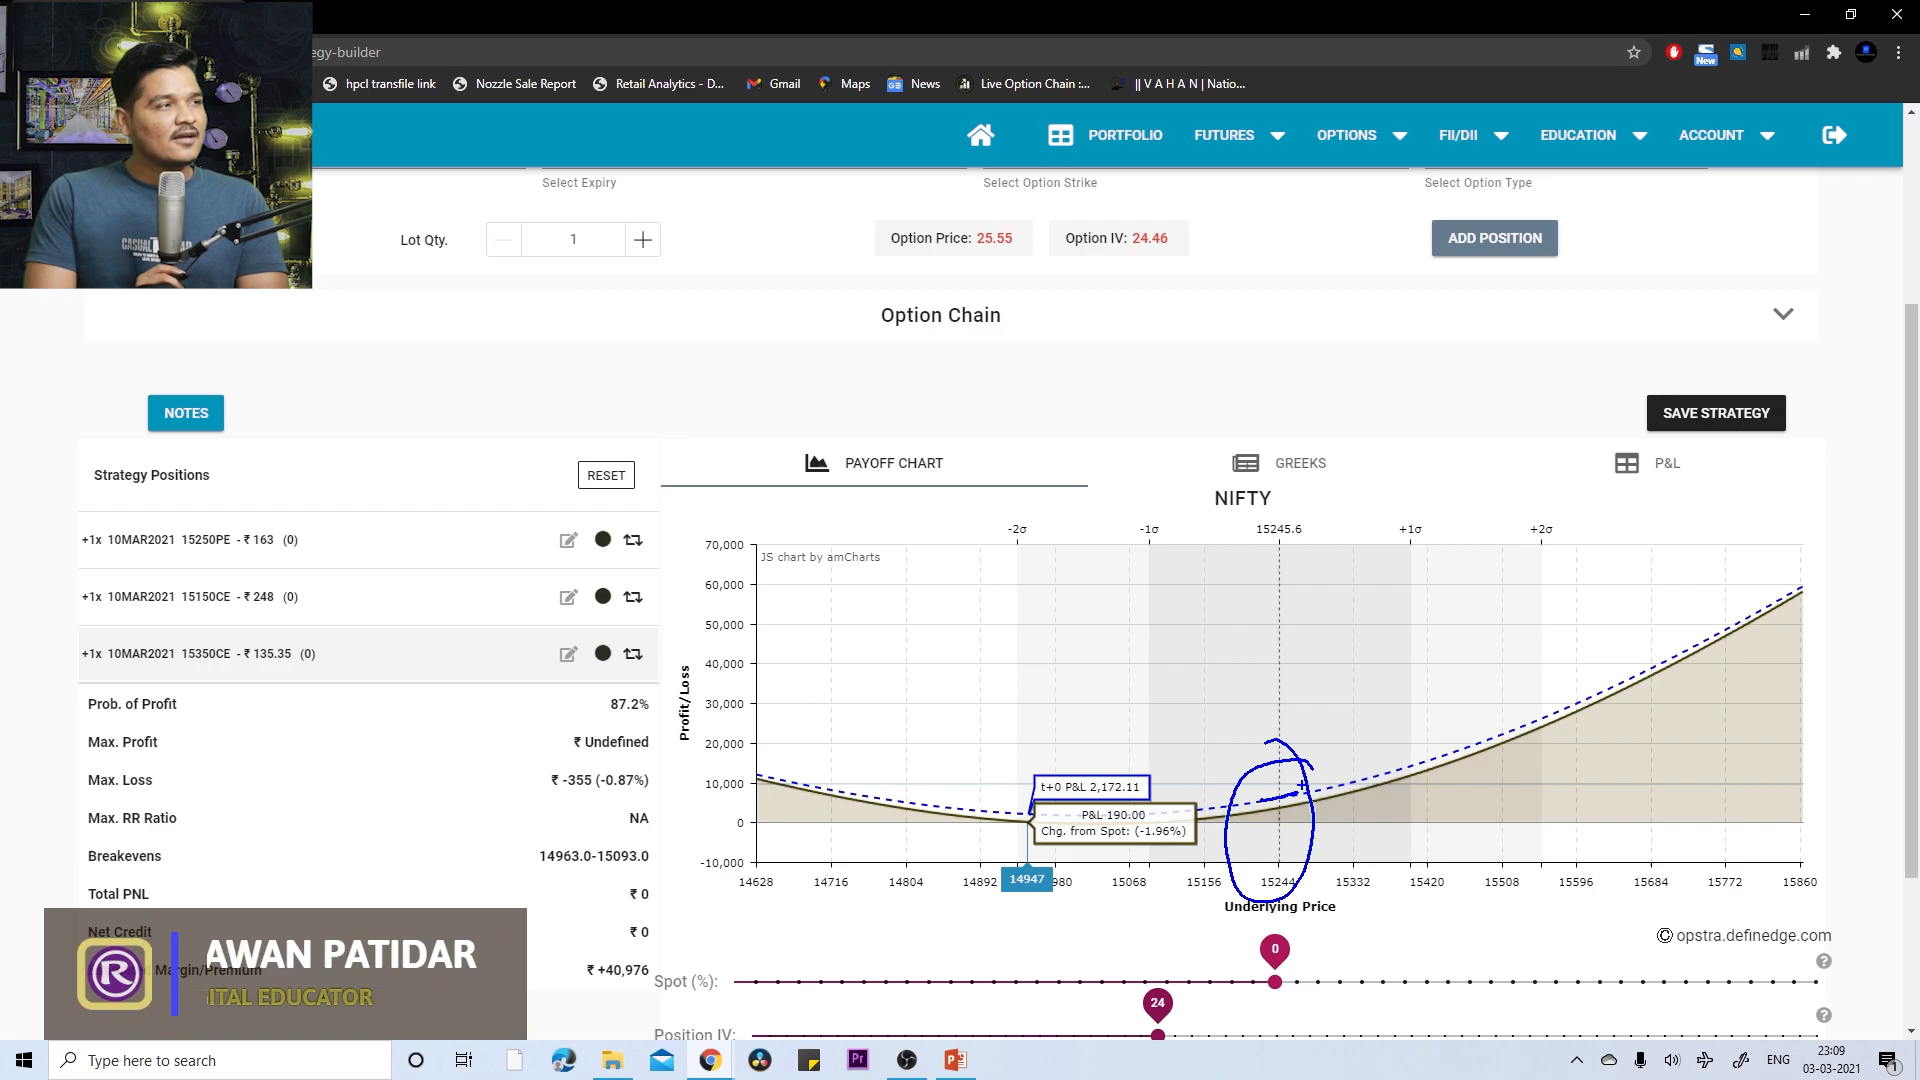 egy-builder
hpcl transfile link Nozzle Sale Report Retail Analytics - D... Gmail Maps News Live Option Chain :... || V A H A N | Natio...
New
PORTFOLIO FUTURES OPTIONS FII/DII EDUCATION ACCOUNT
Select Expiry Select Option Strike Select Option Type
Lot Qty. 1 Option Price: 25.55 Option IV: 24.46 ADD POSITION
CASUAL
Option Chain
NOTES SAVE STRATEGY
Strategy Positions RESET
PAYOFF CHART GREEKS P&L
NIFTY
+1x 10MAR2021 15250PE - ₹ 163 (0)
+1x 10MAR2021 15150CE - ₹ 248 (0)
+1x 10MAR2021 15350CE - ₹ 135.35 (0)
Prob. of Profit 87.2%
Max. Profit ₹ Undefined
Max. Loss ₹ -355 (-0.87%)
Max. RR Ratio NA
Breakevens 14963.0-15093.0
Total PNL ₹ 0
Net Credit ₹ 0
Margin/Premium ₹ +40,976
R AWAN PATIDAR
ITAL EDUCATOR
-2σ -1σ 15245.6 +1σ +2σ
JS chart by amCharts
70,000
60,000
50,000
40,000
30,000
20,000
10,000
0
-10,000
Profit/Loss
t+0 P&L 2,172.11
P&L 190.00
Chg. from Spot: (-1.96%)
14628 14716 14804 14892 14947 980 15068 15156 15244 15332 15420 15508 15596 15684 15772 15860
Underlying Price
© opstra.definedge.com
0
Spot (%):
24
Position IV:
Type here to search
Pr
ENG
23:09
03-03-2021
1